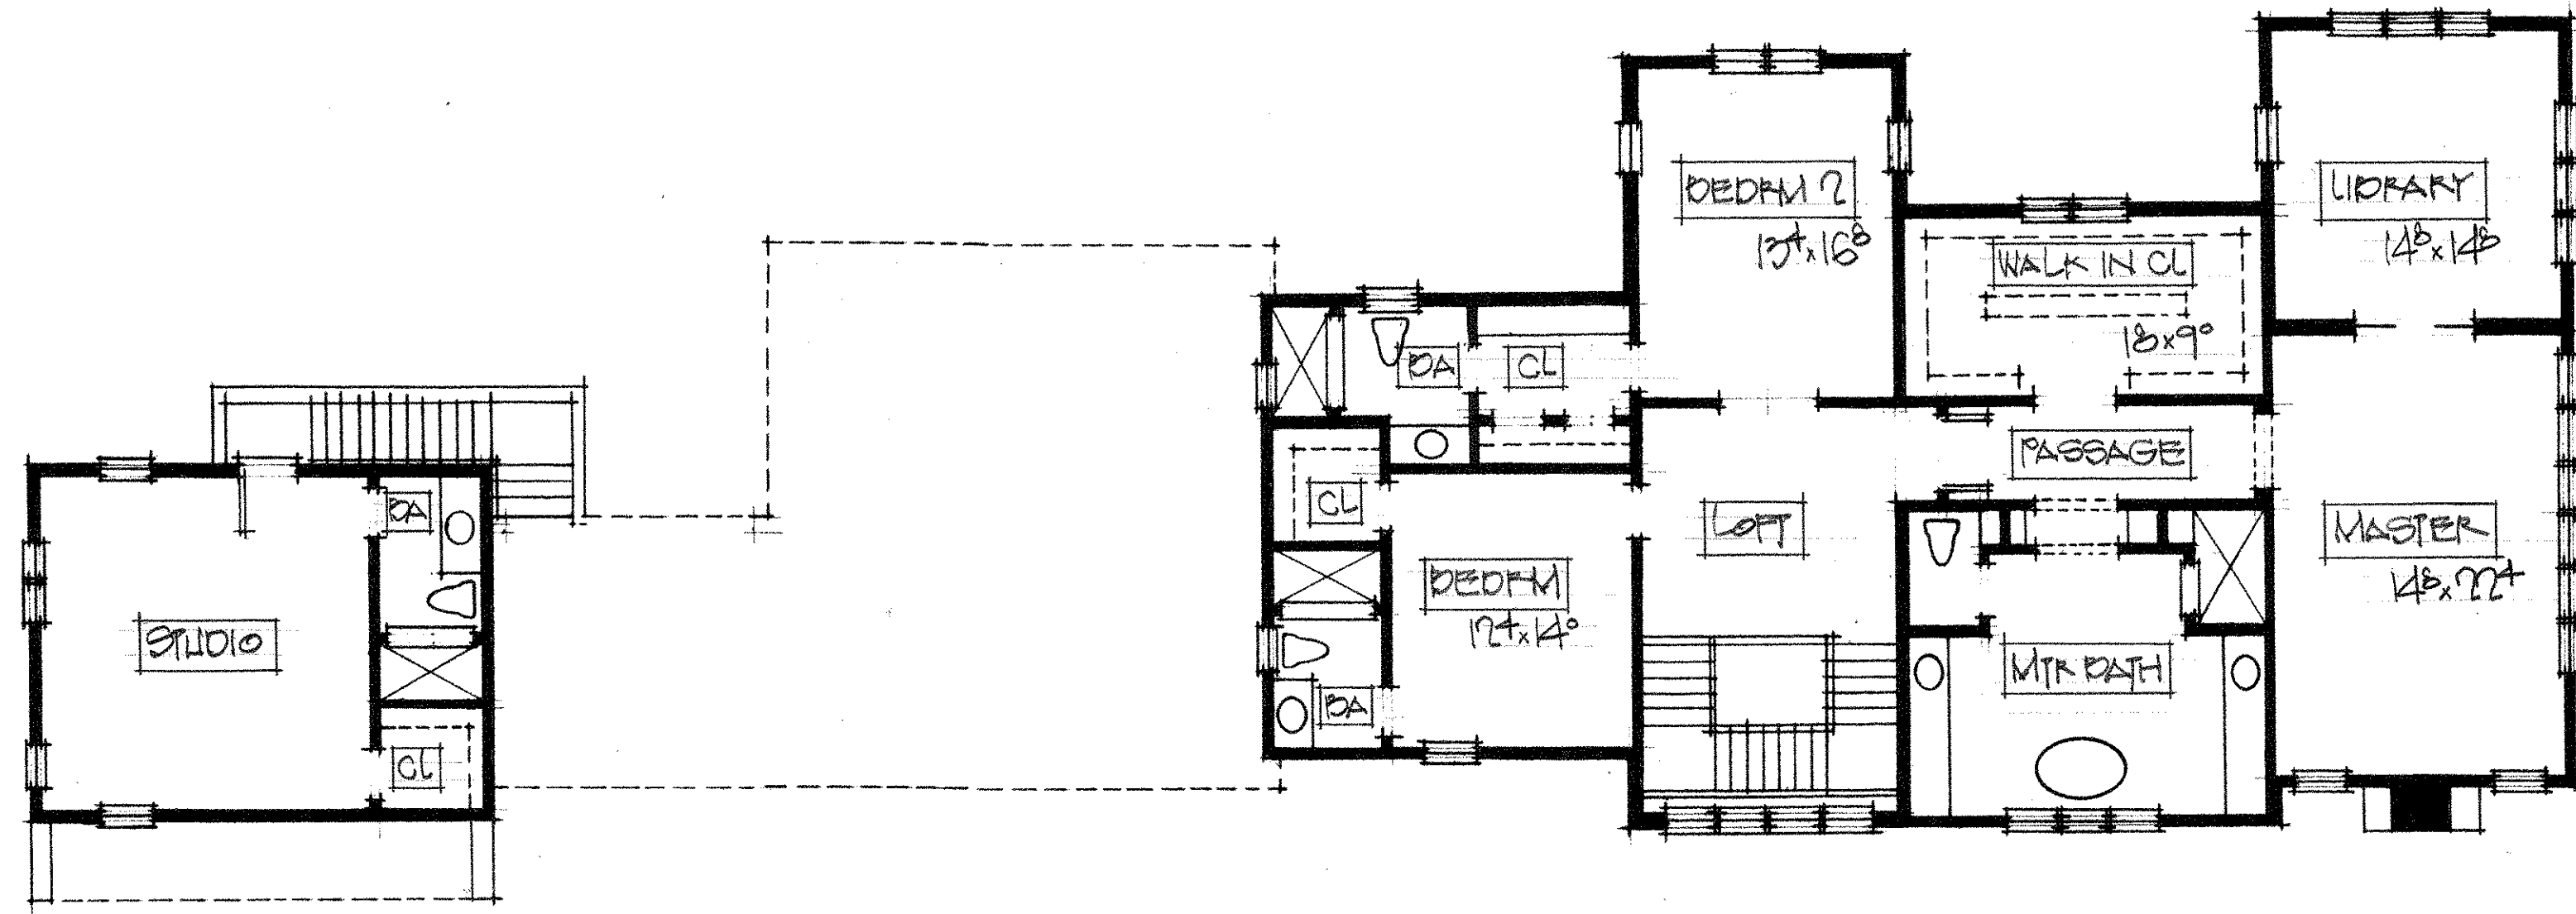 STUDIO
BA
CL
BA
CL
CL
BEDRM
12⁴x14⁰
BA
BEDRM 2
13⁴x16⁸
LOFT
WALK IN CL
18x9⁰
PASSAGE
MTR BATH
LIBRARY
14⁸x14⁸
MASTER
14⁸x22⁴